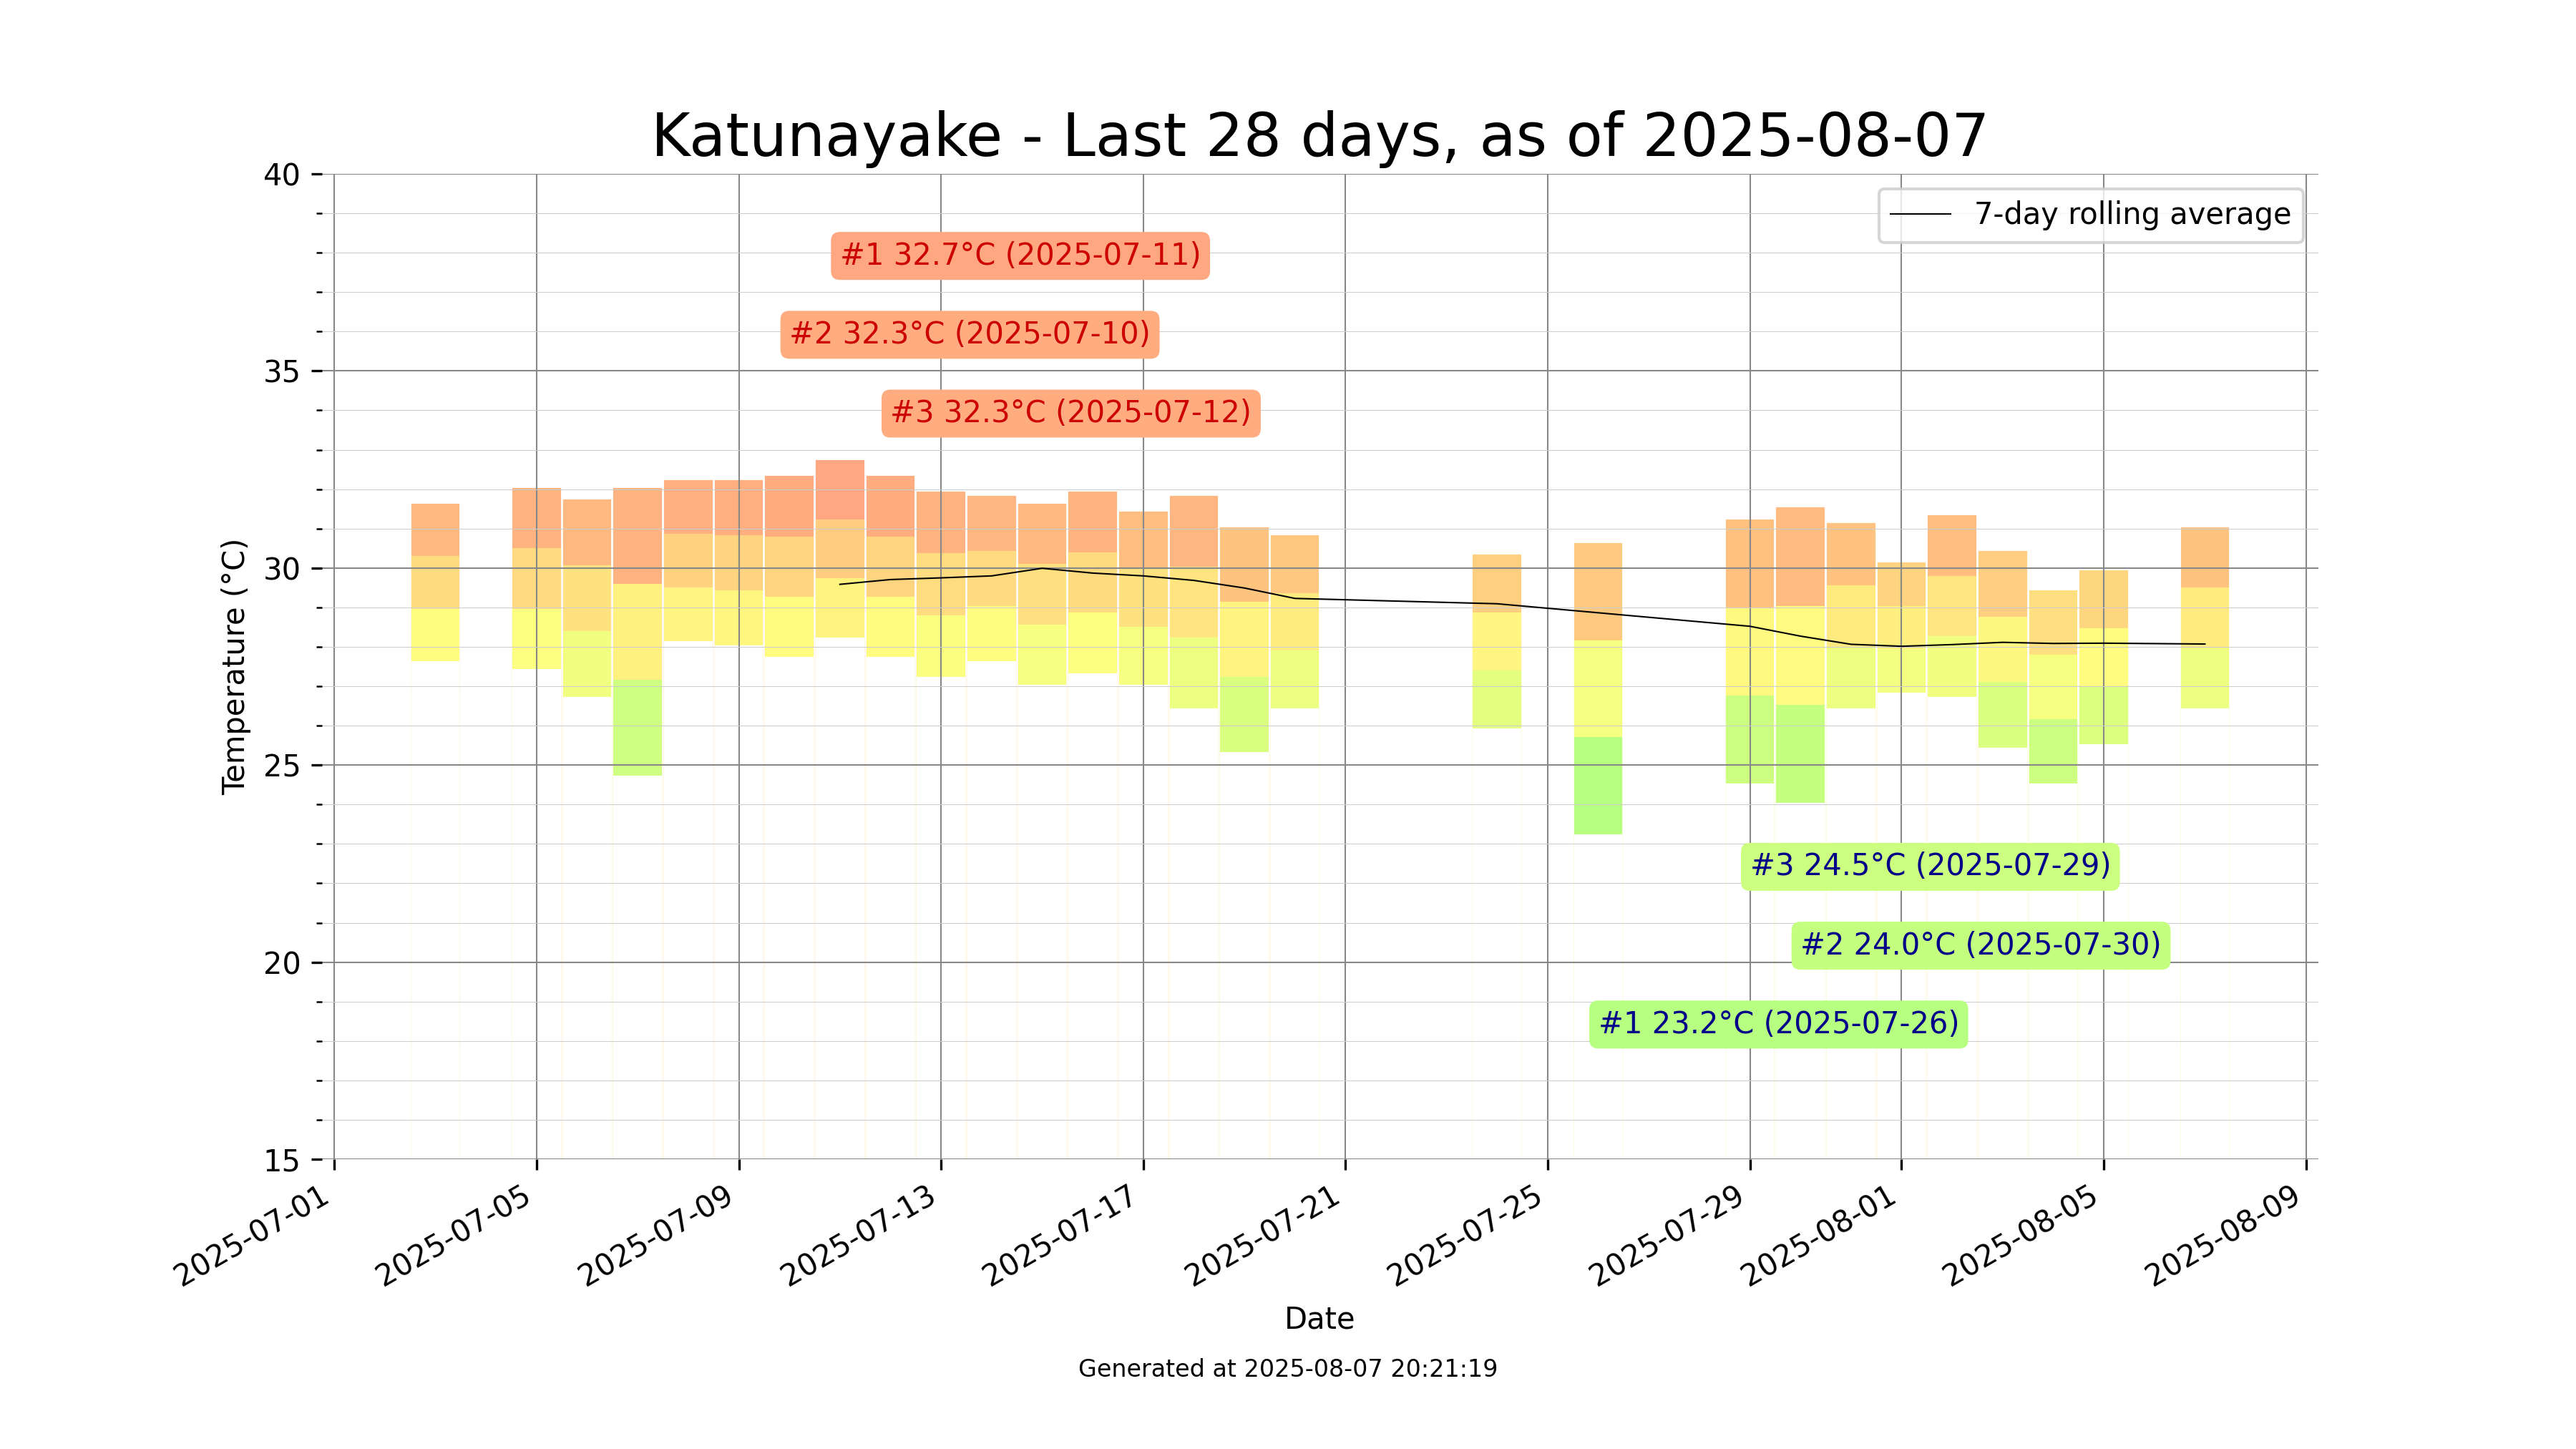 Katunayake - Last 28 days, as of 2025-08-07
40
35
30
25
20
15
Temperature (°C)
7-day rolling average
#1 32.7°C (2025-07-11)
#2 32.3°C (2025-07-10)
#3 32.3°C (2025-07-12)
#3 24.5°C (2025-07-29)
#2 24.0°C (2025-07-30)
#1 23.2°C (2025-07-26)
2025-07-01
2025-07-05
2025-07-09
2025-07-13
2025-07-17
2025-07-21
2025-07-25
2025-07-29
2025-08-01
2025-08-05
2025-08-09
Date
Generated at 2025-08-07 20:21:19